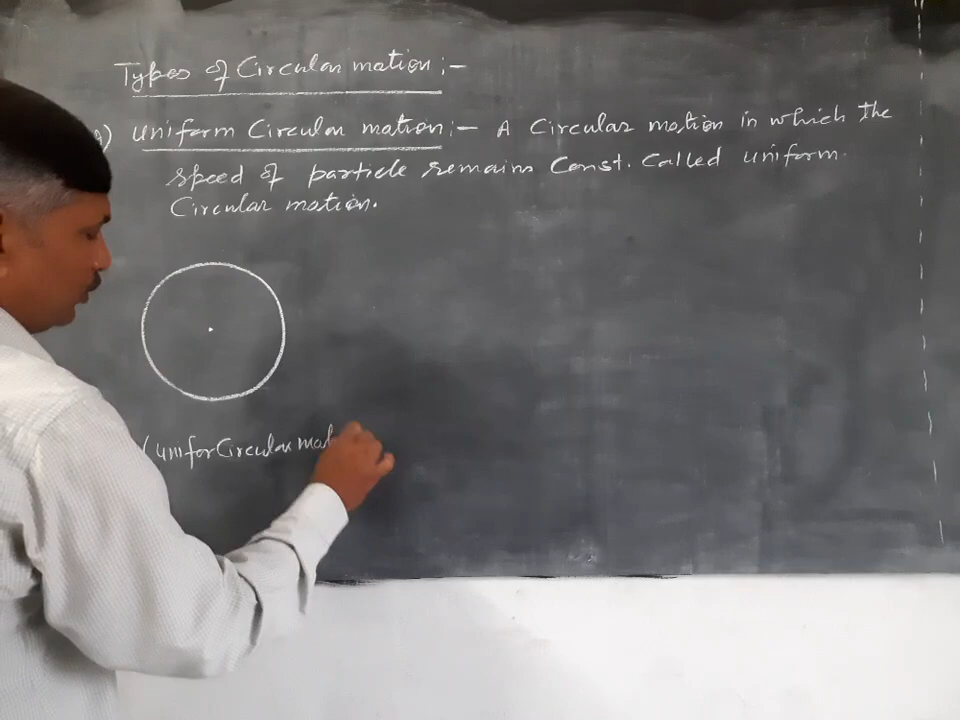 Types of Circular motion :-
) Uniform Circular motion :- A Circular motion in which the
speed of particle remains Const. Called uniform.
Circular motion.
(unifor Circular mot